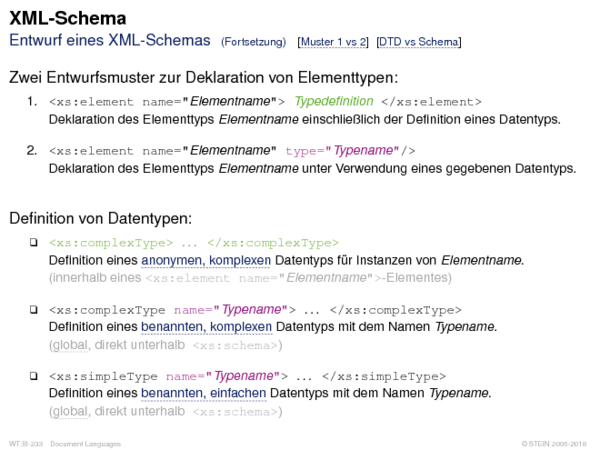 XML-Schema
Entwurf eines XML-Schemas (Fortsetzung) [Muster 1 vs 2] [DTD vs Schema]
Zwei Entwurfsmuster zur Deklaration von Elementtypen:
1. <xs:element name="Elementname"> Typedefinition </xs:element>
Deklaration des Elementtyps Elementname einschließlich der Definition eines Datentyps.
2. <xs:element name="Elementname" type="Typename"/>
Deklaration des Elementtyps Elementname unter Verwendung eines gegebenen Datentyps.
Definition von Datentypen:
❑ <xs:complexType> ... </xs:complexType>
Definition eines anonymen, komplexen Datentyps für Instanzen von Elementname.
(innerhalb eines <xs:element name="Elementname">-Elementes)
❑ <xs:complexType name="Typename"> ... </xs:complexType>
Definition eines benannten, komplexen Datentyps mit dem Namen Typename.
(global, direkt unterhalb <xs:schema>)
❑ <xs:simpleType name="Typename"> ... </xs:simpleType>
Definition eines benannten, einfachen Datentyps mit dem Namen Typename.
(global, direkt unterhalb <xs:schema>)
WT:III-233 Document Languages © STEIN 2005-2018